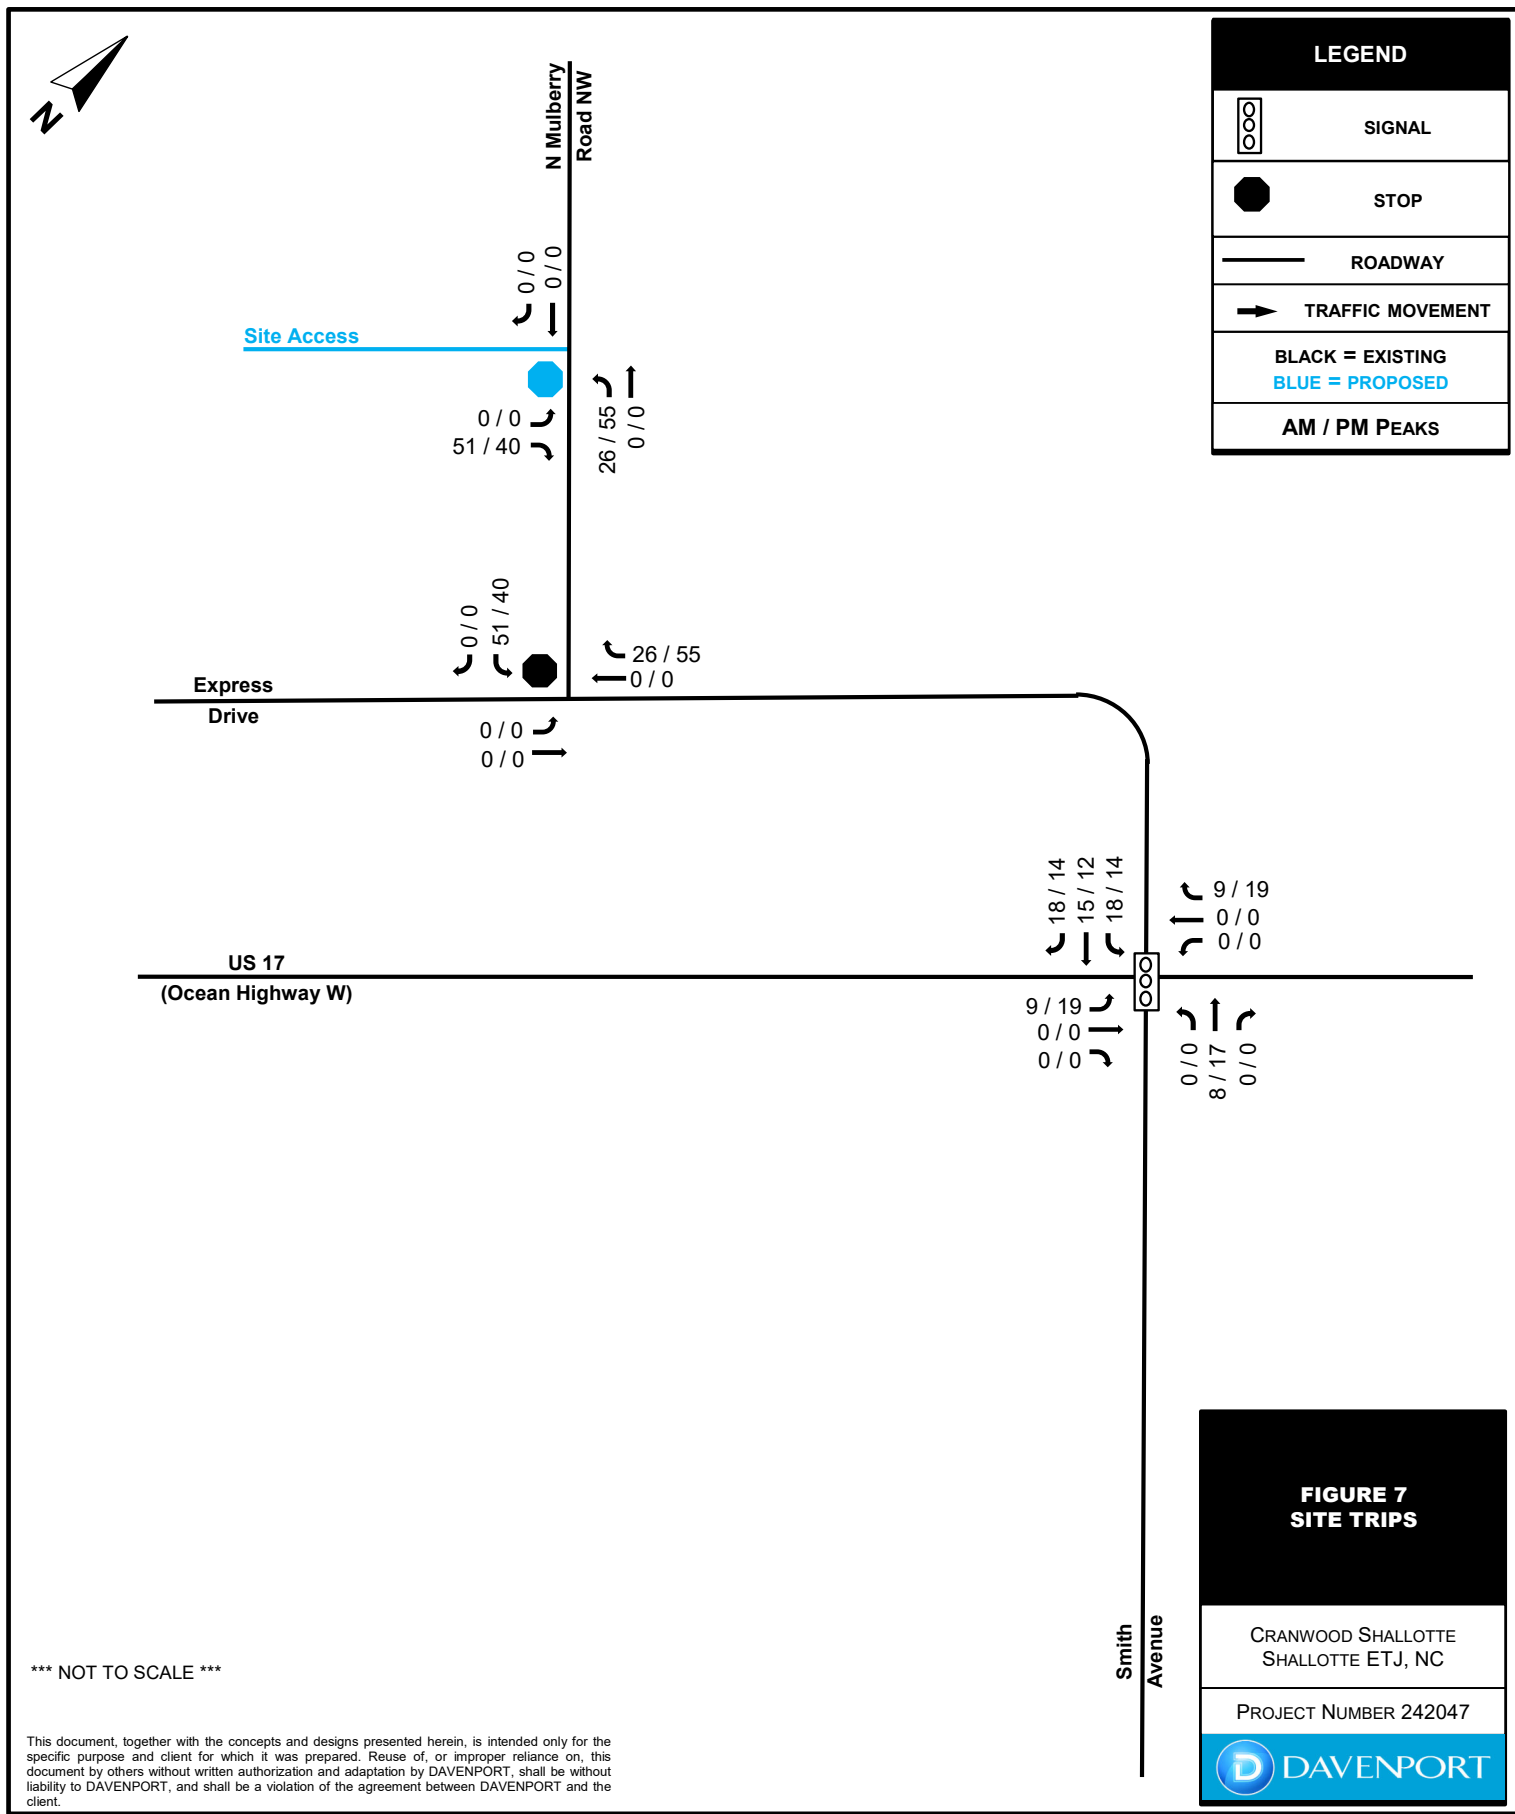 N
N Mulberry
Road NW
LEGEND
SIGNAL
STOP
ROADWAY
TRAFFIC MOVEMENT
BLACK = EXISTING
BLUE = PROPOSED
AM / PM PEAKS
0 / 0
0 / 0
Site Access
0 / 0
51 / 40
26 / 55
0 / 0
0 / 0
51 / 40
26 / 55
0 / 0
Express
Drive
0 / 0
0 / 0
18 / 14
15 / 12
18 / 14
9 / 19
0 / 0
0 / 0
US 17
(Ocean Highway W)
9 / 19
0 / 0
0 / 0
0 / 0
8 / 17
0 / 0
Smith
Avenue
FIGURE 7
SITE TRIPS
CRANWOOD SHALLOTTE
SHALLOTTE ETJ, NC
PROJECT NUMBER 242047
D DAVENPORT
*** NOT TO SCALE ***
This document, together with the concepts and designs presented herein, is intended only for the
specific purpose and client for which it was prepared. Reuse of, or improper reliance on, this
document by others without written authorization and adaptation by DAVENPORT, shall be without
liability to DAVENPORT, and shall be a violation of the agreement between DAVENPORT and the
client.